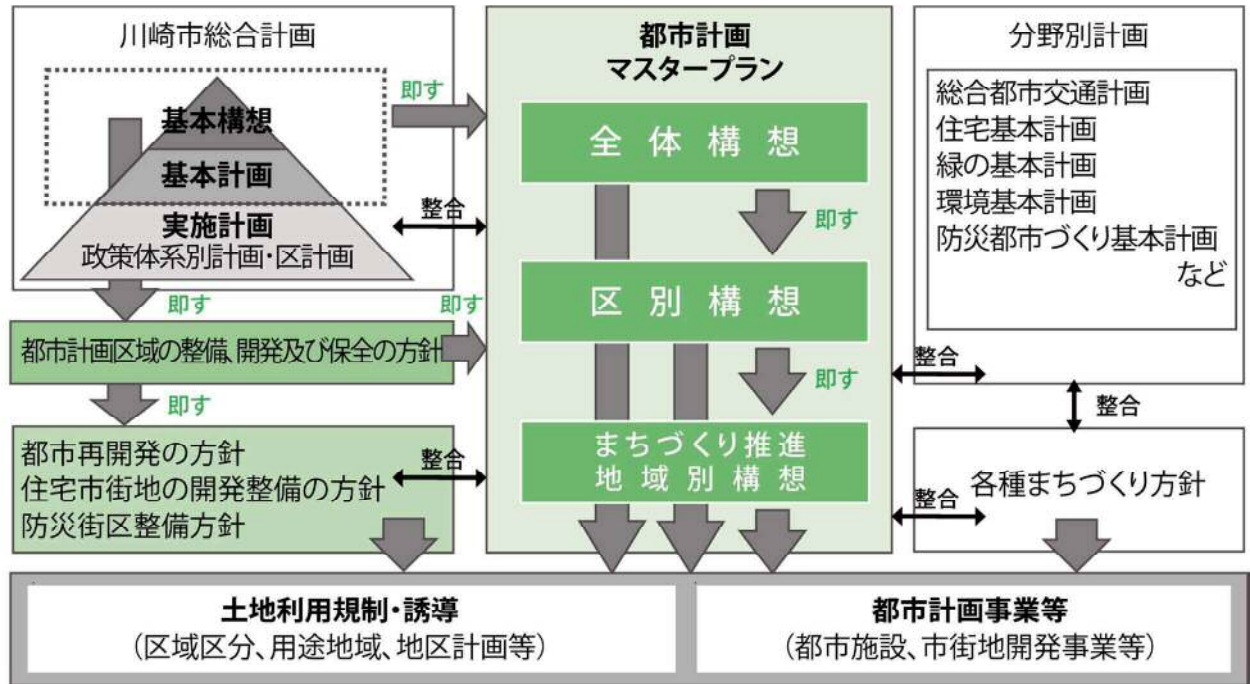 川崎市総合計画
基本構想
基本計画
実施計画
政策体系別計画・区計画
即す
整合
即す
即す
都市計画区域の整備、開発及び保全の方針
即す
都市再開発の方針
住宅市街地の開発整備の方針
防災街区整備方針
整合
都市計画
マスタープラン
全体構想
即す
区別構想
即す
まちづくり推進
地域別構想
分野別計画
総合都市交通計画
住宅基本計画
緑の基本計画
環境基本計画
防災都市づくり基本計画
など
整合
整合
整合
各種まちづくり方針
土地利用規制・誘導
(区域区分、用途地域、地区計画等)
都市計画事業等
(都市施設、市街地開発事業等)